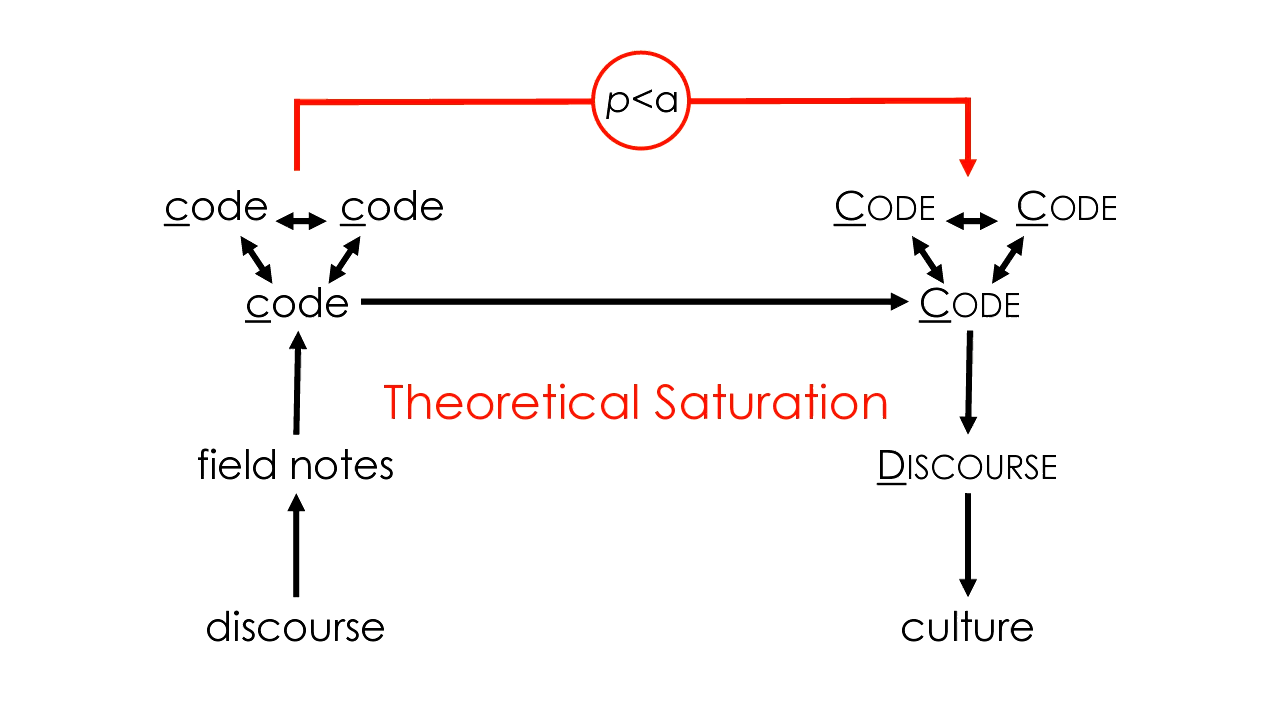 p<a
code code CODE CODE
code CODE
Theoretical Saturation
field notes DISCOURSE
discourse culture